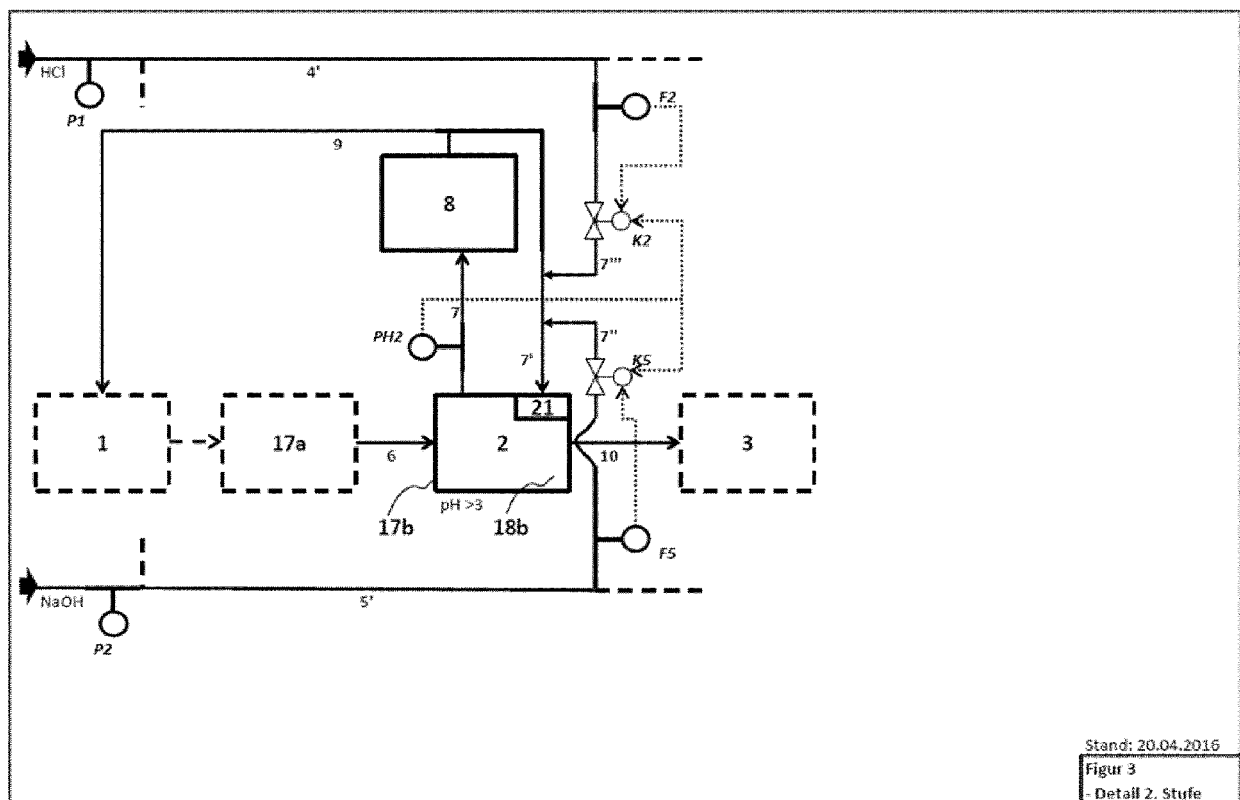 HCl
4'
P1
F2
9
8
K2
7'''
7
PH2
7''
7'
K5
21
1
17a
6
2
10
3
pH >3
17b
18b
F5
NaOH
5'
P2
Stand: 20.04.2016
Figur 3
- Detail 2. Stufe